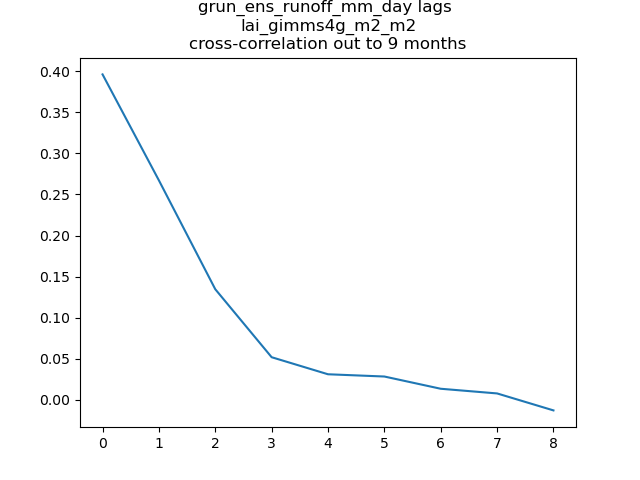 grun_ens_runoff_mm_day lags
lai_gimms4g_m2_m2
cross-correlation out to 9 months
0.40
0.35
0.30
0.25
0.20
0.15
0.10
0.05
0.00
0 1 2 3 4 5 6 7 8